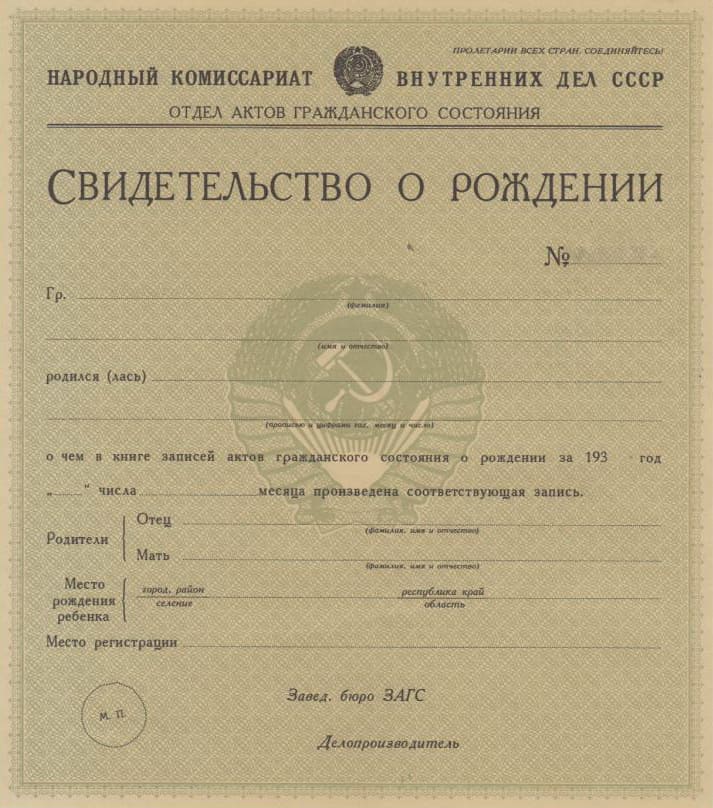 ПРОЛЕТАРИИ ВСЕХ СТРАН, СОЕДИНЯЙТЕСЬ!
НАРОДНЫЙ КОМИССАРИАТ ВНУТРЕННИХ ДЕЛ СССР
ОТДЕЛ АКТОВ ГРАЖДАНСКОГО СОСТОЯНИЯ
СВИДЕТЕЛЬСТВО О РОЖДЕНИИ
№
Гр.
(фамилия)
(имя и отчество)
родился (лась)
(прописью и цифрами год, месяц и число)
о чем в книге записей актов гражданского состояния о рождении за 193 год
„ “ числа месяца произведена соответствующая запись.
Родители
Отец
(фамилия, имя и отчество)
Мать
(фамилия, имя и отчество)
Место
рождения
ребенка
город, район
селение
республика край
область
Место регистрации
Завед. бюро ЗАГС
М. П.
Делопроизводитель